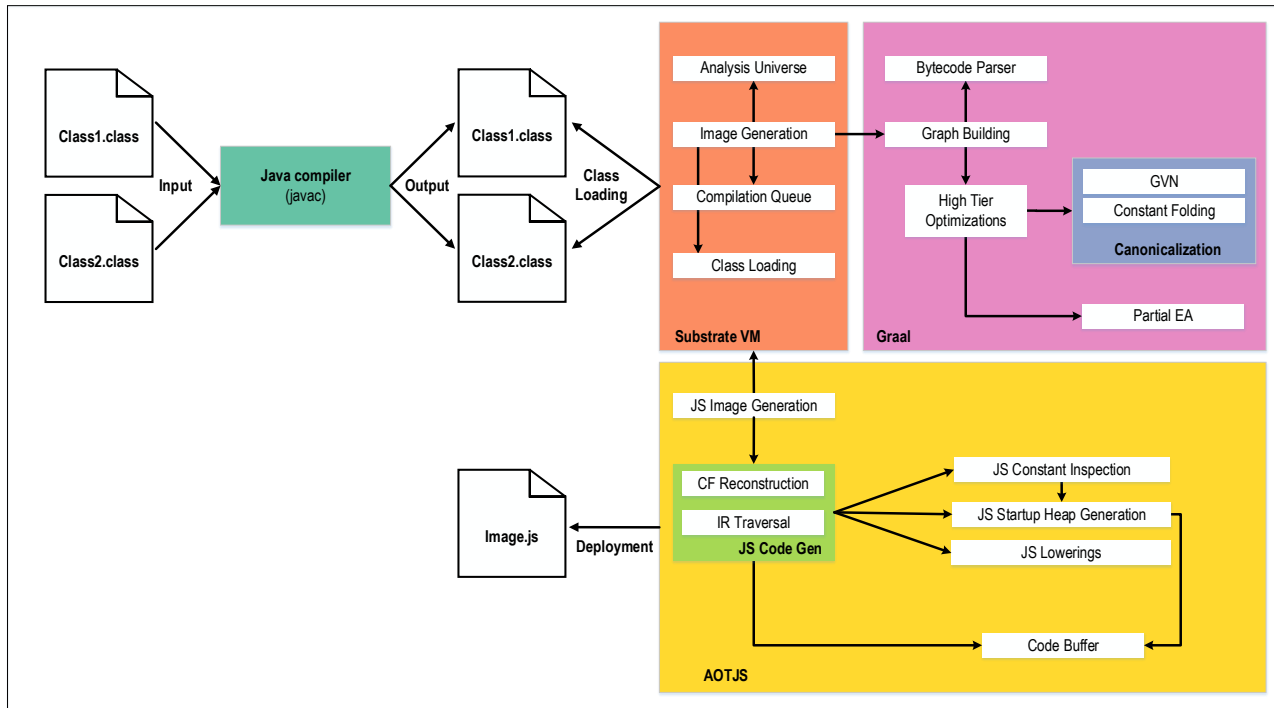 Class1.class
Class2.class
Input
Java compiler
(javac)
Output
Class1.class
Class2.class
Class
Loading
Analysis Universe
Image Generation
Compilation Queue
Class Loading
Substrate VM
Bytecode Parser
Graph Building
High Tier
Optimizations
GVN
Constant Folding
Canonicalization
Partial EA
Graal
JS Image Generation
CF Reconstruction
IR Traversal
JS Code Gen
JS Constant Inspection
JS Startup Heap Generation
JS Lowerings
Code Buffer
AOTJS
Deployment
Image.js